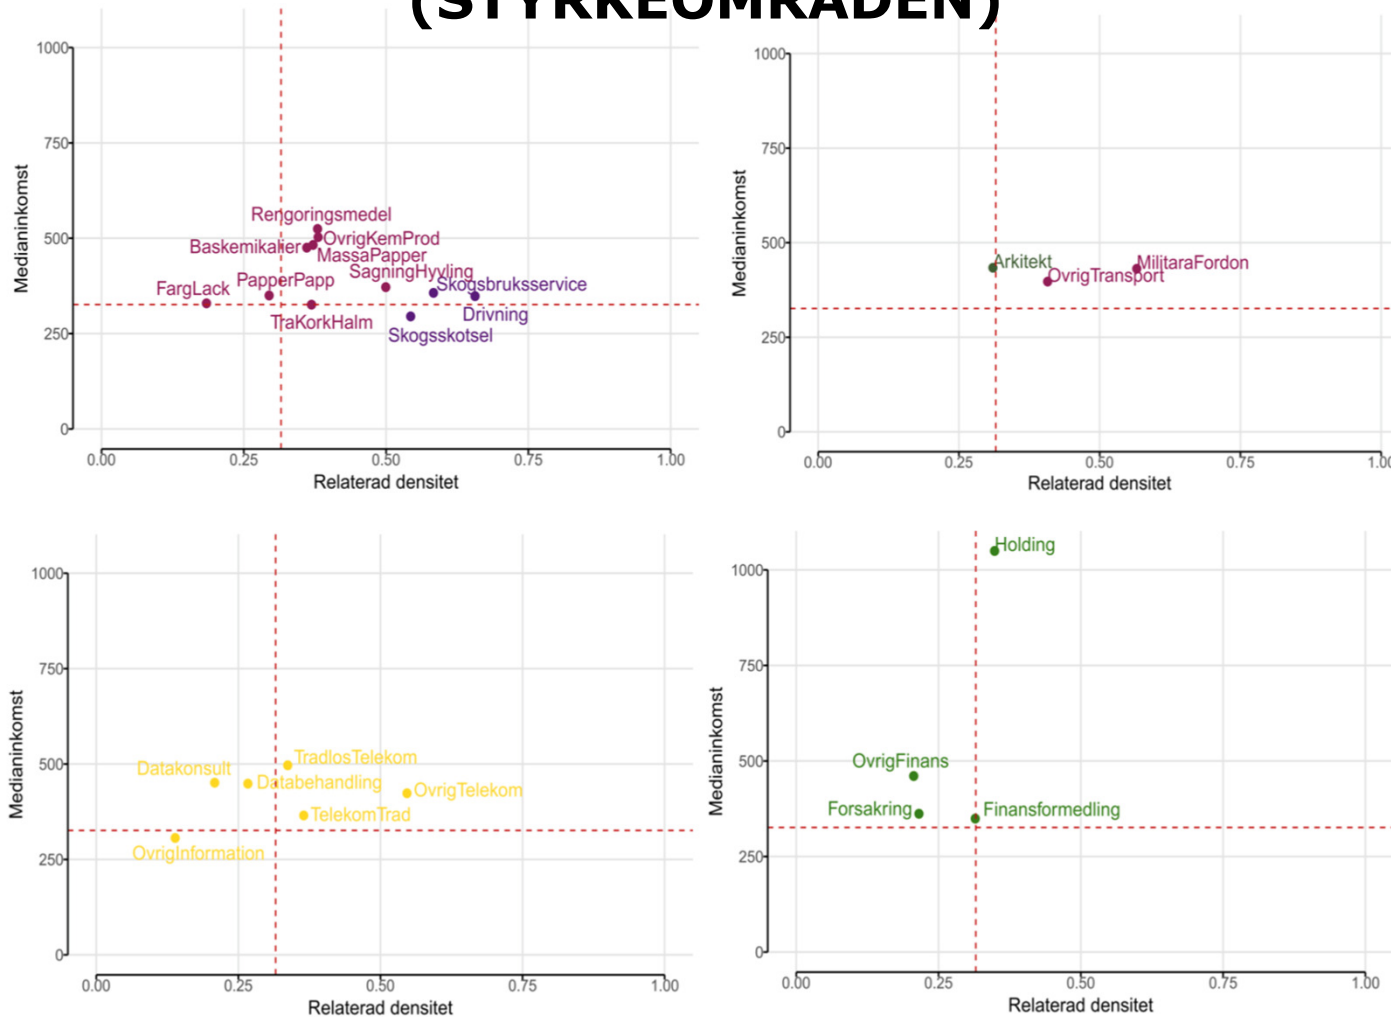 (STYRKEOMRÅDEN)
1000
750
500
250
0
Medianinkomst
Rengoringsmedel
Baskemikalier
OvrigKemProd
MassaPapper
SagningHyvling
PapperPapp
Skogsbruksservice
FargLack
Drivning
TraKorkHalm
Skogsskotsel
0.00 0.25 0.50 0.75 1.00
Relaterad densitet
1000
750
500
250
0
Medianinkomst
Arkitekt
MilitaraFordon
OvrigTransport
0.00 0.25 0.50 0.75 1.00
Relaterad densitet
1000
750
500
250
0
Medianinkomst
TradlosTelekom
Datakonsult
Databehandling
OvrigTelekom
TelekomTrad
OvrigInformation
0.00 0.25 0.50 0.75 1.00
Relaterad densitet
Holding
1000
750
500
250
0
Medianinkomst
OvrigFinans
Forsakring
Finansformedling
0.00 0.25 0.50 0.75 1.00
Relaterad densitet